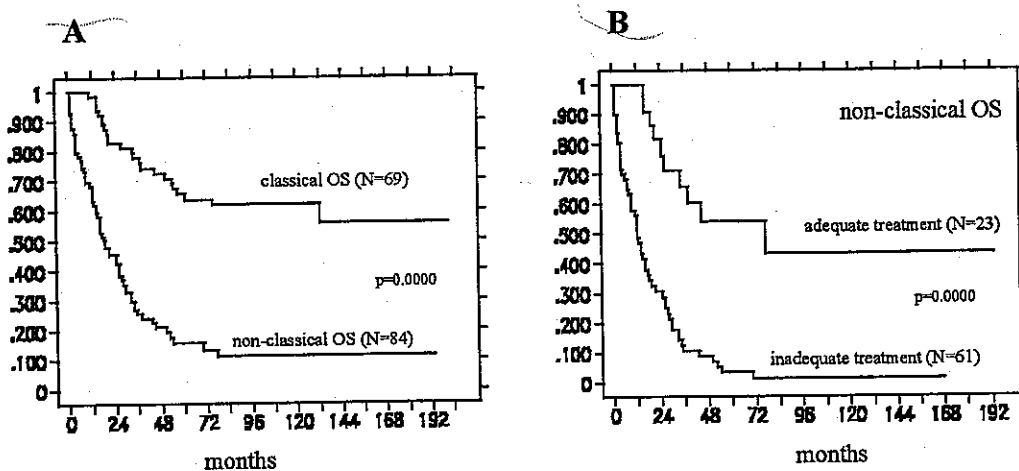 A
1
.900
.800
.700
.600
.500
.400
.300
.200
.100
0
classical OS (N=69)
p=0.0000
non-classical OS (N=84)
0 24 48 72 96 120 144 168 192
months
B
non-classical OS
1
.900
.800
.700
.600
.500
.400
.300
.200
.100
0
adequate treatment (N=23)
p=0.0000
inadequate treatment (N=61)
0 24 48 72 96 120 144 168 192
months